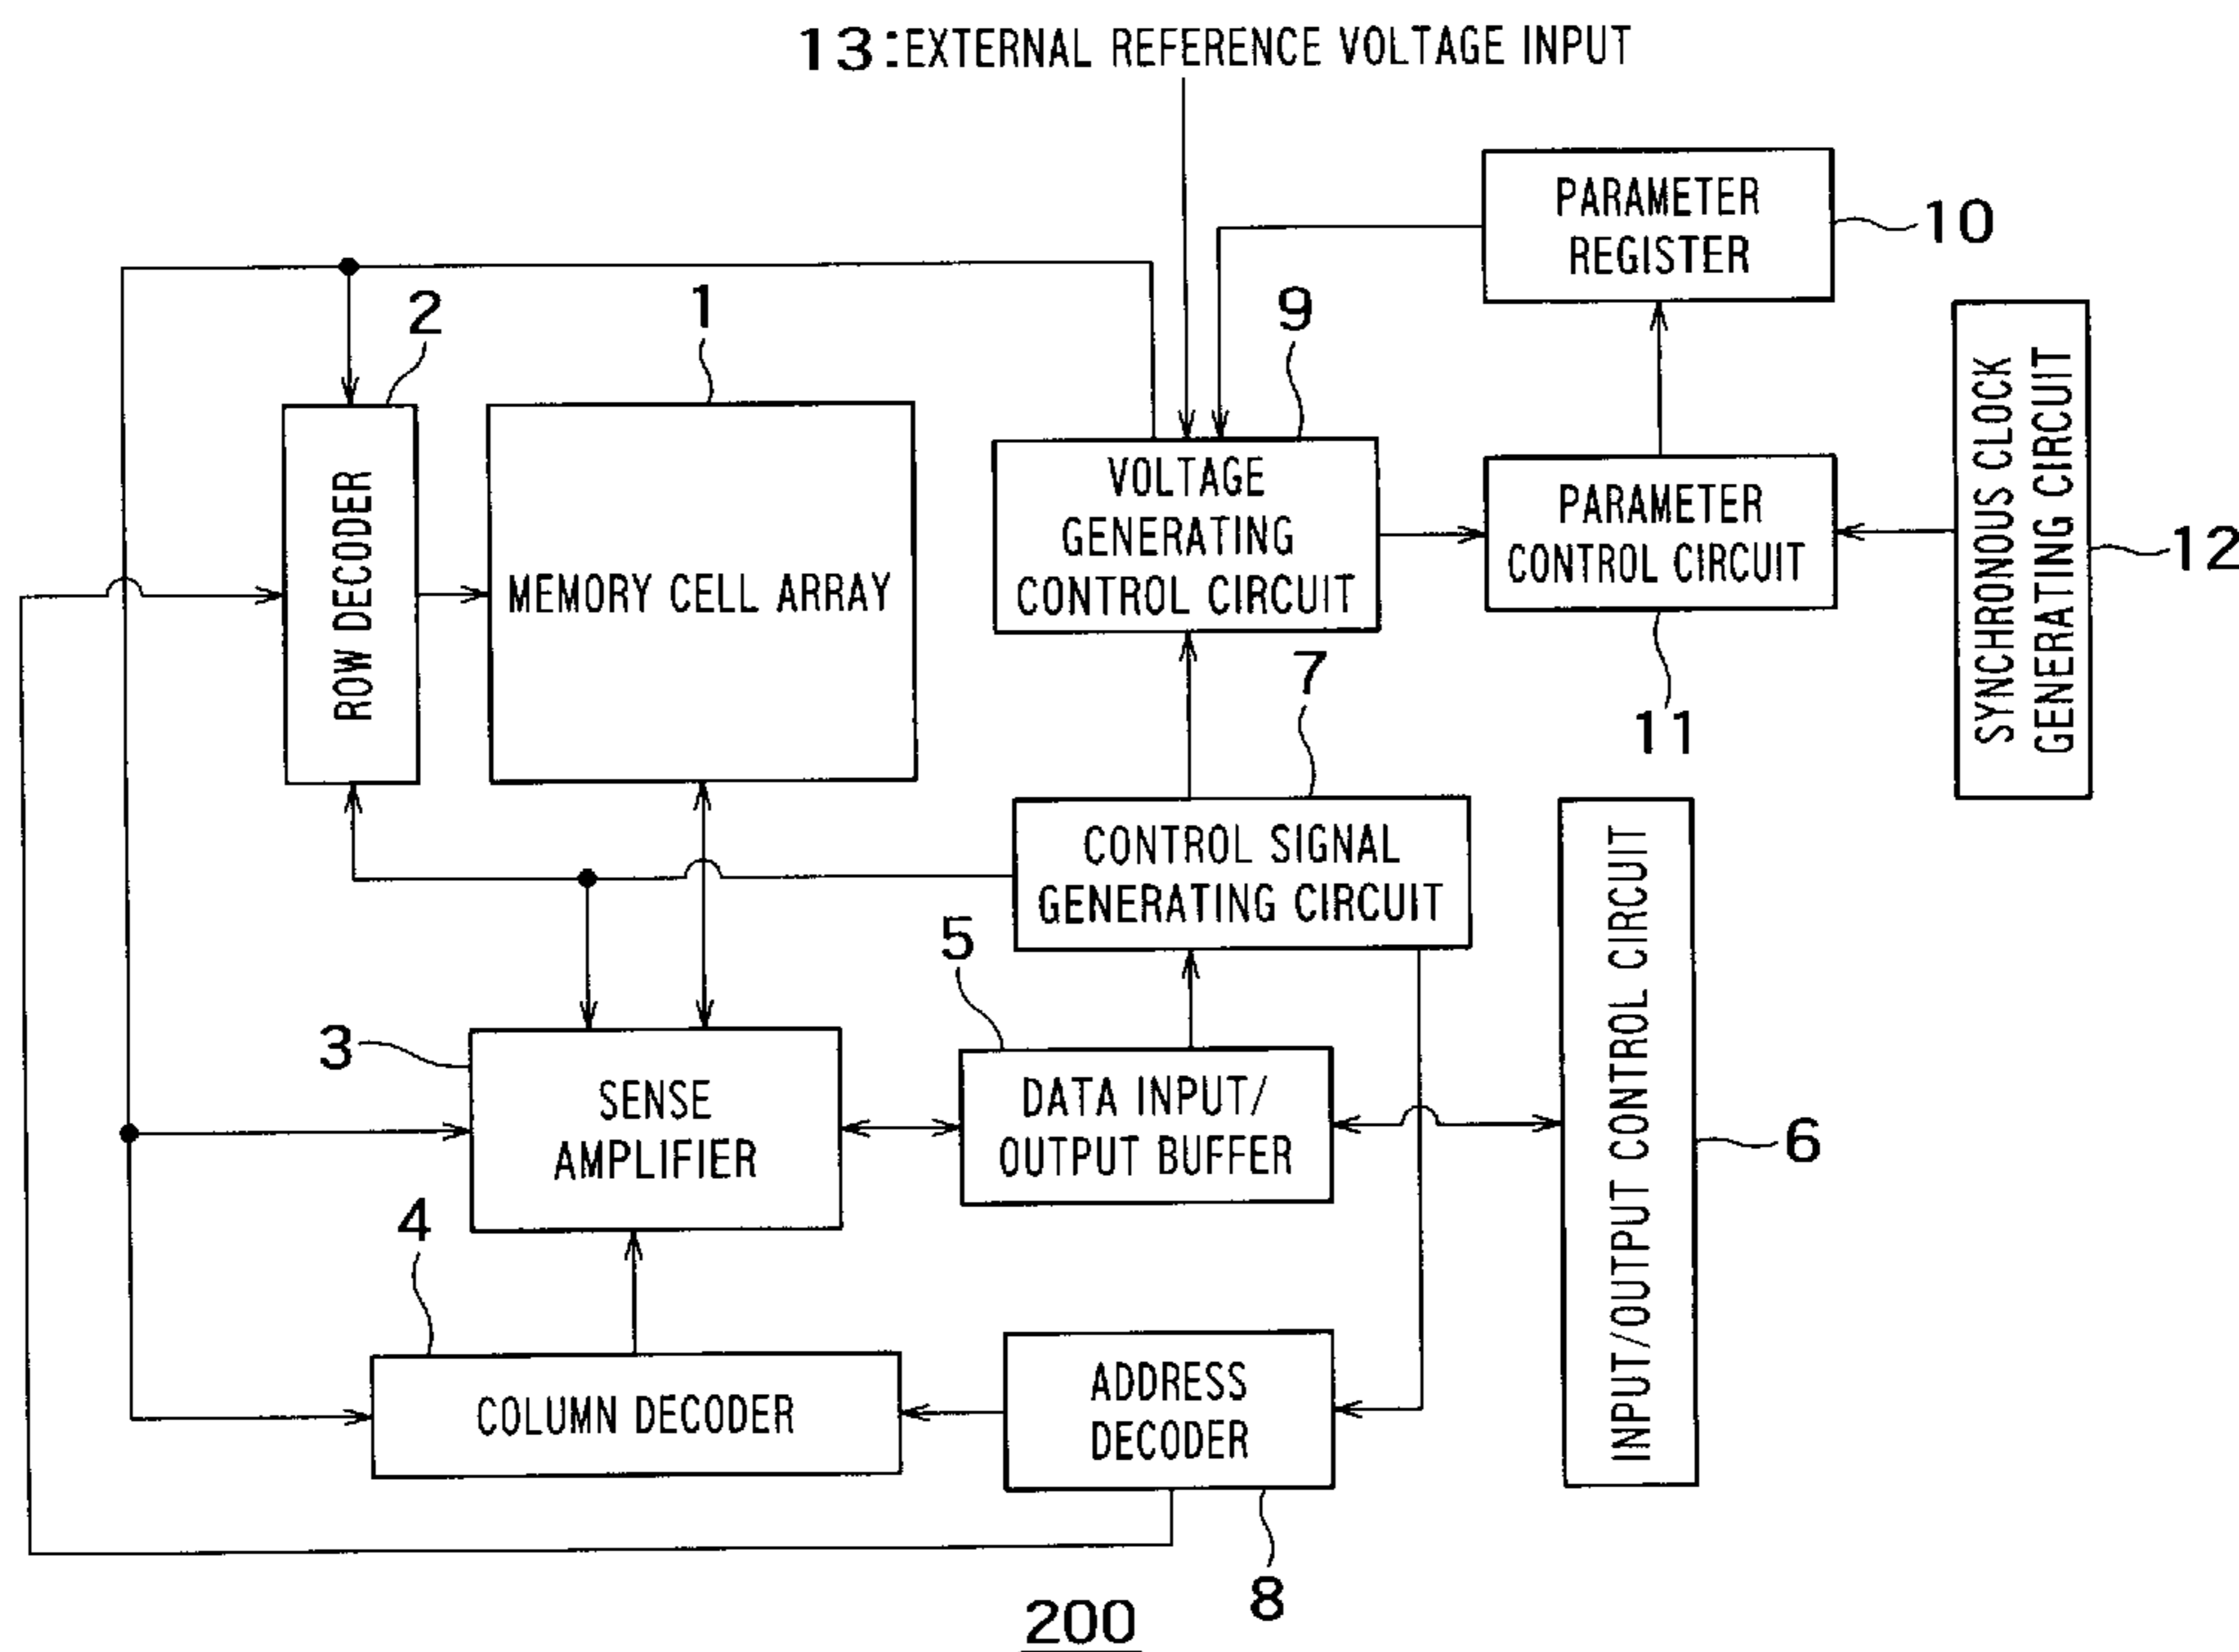 13:EXTERNAL REFERENCE VOLTAGE INPUT
PARAMETER
REGISTER
10
2
1
9
SYNCHRONOUS CLOCK
GENERATING CIRCUIT
12
ROW DECODER
MEMORY CELL ARRAY
VOLTAGE
GENERATING
CONTROL CIRCUIT
PARAMETER
CONTROL CIRCUIT
11
7
CONTROL SIGNAL
GENERATING CIRCUIT
5
3
SENSE
AMPLIFIER
DATA INPUT/
OUTPUT BUFFER
INPUT/OUTPUT CONTROL CIRCUIT
6
4
COLUMN DECODER
ADDRESS
DECODER
8
200